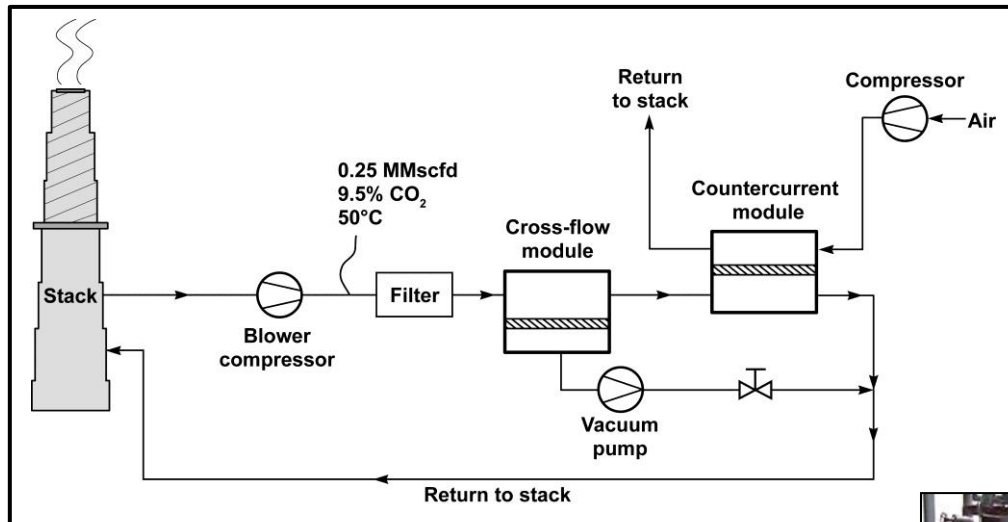 Return
to stack
Compressor
Air
0.25 MMscfd
9.5% CO₂
50°C
Countercurrent
module
Cross-flow
module
Stack
Filter
Blower
compressor
Vacuum
pump
Return to stack